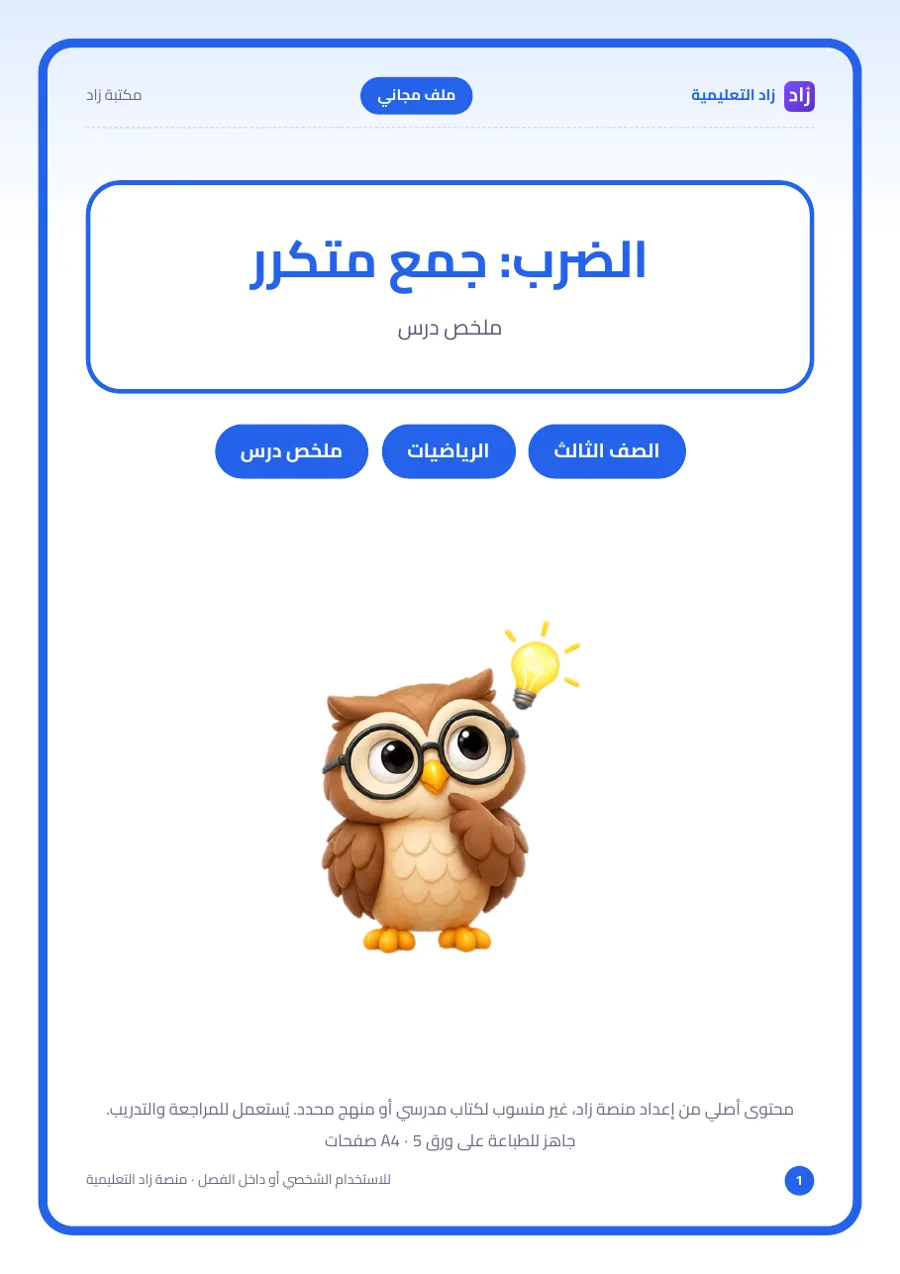 زاد
زاد التعليمية
ملف مجاني
مكتبة زاد
الضرب: جمع متكرر
ملخص درس
الصف الثالث
الرياضيات
ملخص درس
محتوى أصلي من إعداد منصة زاد، غير منسوب لكتاب مدرسي أو منهج محدد. يُستعمل للمراجعة والتدريب.
جاهز للطباعة على ورق A4 · 5 صفحات
1
للاستخدام الشخصي أو داخل الفصل · منصة زاد التعليمية